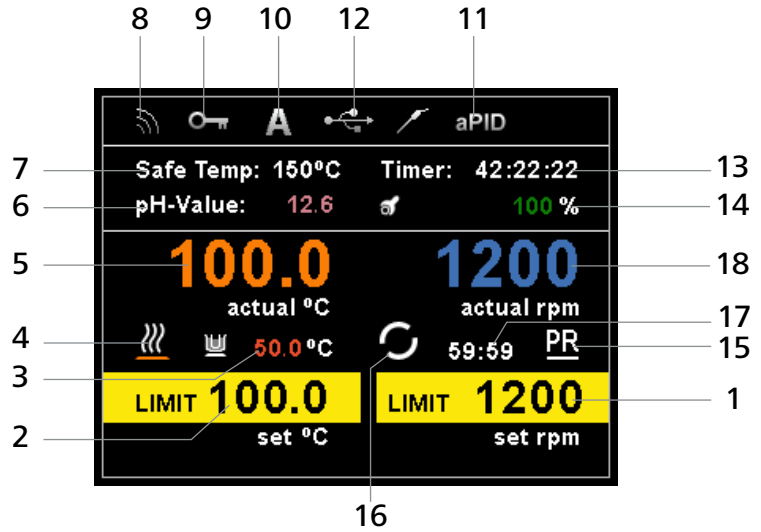 8 9 10 12 11
A aPID
7 Safe Temp: 150ºC Timer: 42:22:22 13
6 pH-Value: 12.6 100 % 14
5 100.0 1200 18
actual ºC actual rpm
17
4 50.0 ºC 59:59 PR 15
3
LIMIT 100.0 LIMIT 1200 1
2 set ºC set rpm
16